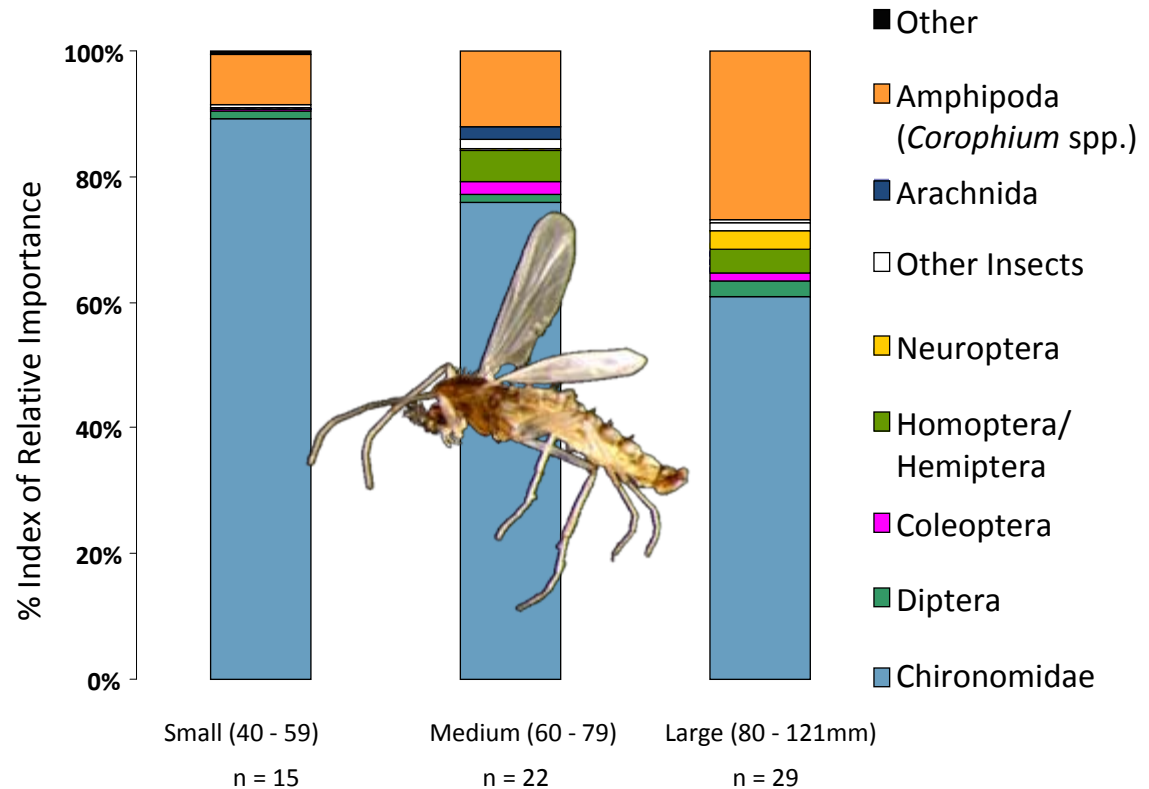 % Index of Relative Importance
100%
80%
60%
40%
20%
0%
Small (40 - 59)
n = 15
Medium (60 - 79)
n = 22
Large (80 - 121mm)
n = 29
Other
Amphipoda
(Corophium spp.)
Arachnida
Other Insects
Neuroptera
Homoptera/
Hemiptera
Coleoptera
Diptera
Chironomidae